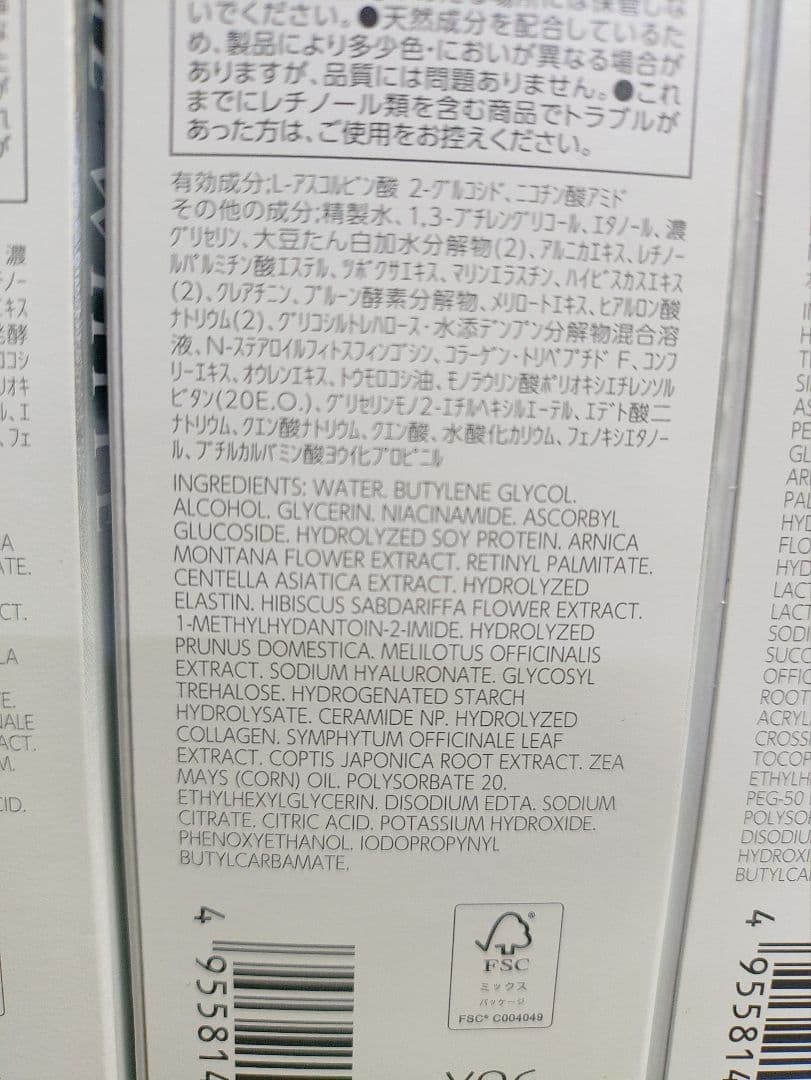 いでください。●天然成分を配合しているた
め、製品により多少色・においが異なる場合が
ありますが、品質には問題ありません。●これ
までにレチノール類を含む商品でトラブルが
あった方は、ご使用をお控えください。
有効成分;L-アスコルビン酸 2-グルコシド、ニコチン酸アミド
その他の成分;精製水、1,3-ブチレングリコール、エタノール、濃
グリセリン、大豆たん白加水分解物(2)、アルニカエキス、レチノー
ルパルミチン酸エステル、ツボクサエキス、マリンエラスチン、ハイビスカスエキス
(2)、クレアチニン、プルーン酵素分解物、メリロートエキス、ヒアルロン酸
ナトリウム(2)、グリコシルトレハロース・水添デンプン分解物混合溶
液、N-ステアロイルフィトスフィンゴシン、コラーゲン・トリペプチド F、コンフ
リーエキス、オウレンエキス、トウモロコシ油、モノラウリン酸ポリオキシエチレンソル
ビタン(20E.O.)、グリセリンモノ2-エチルヘキシルエーテル、エデト酸二
ナトリウム、クエン酸ナトリウム、クエン酸、水酸化カリウム、フェノキシエタノー
ル、ブチルカルバミン酸ヨウ化プロピニル
INGREDIENTS: WATER. BUTYLENE GLYCOL.
ALCOHOL. GLYCERIN. NIACINAMIDE. ASCORBYL
GLUCOSIDE. HYDROLYZED SOY PROTEIN. ARNICA
MONTANA FLOWER EXTRACT. RETINYL PALMITATE.
CENTELLA ASIATICA EXTRACT. HYDROLYZED
ELASTIN. HIBISCUS SABDARIFFA FLOWER EXTRACT.
1-METHYLHYDANTOIN-2-IMIDE. HYDROLYZED
PRUNUS DOMESTICA. MELILOTUS OFFICINALIS
EXTRACT. SODIUM HYALURONATE. GLYCOSYL
TREHALOSE. HYDROGENATED STARCH
HYDROLYSATE. CERAMIDE NP. HYDROLYZED
COLLAGEN. SYMPHYTUM OFFICINALE LEAF
EXTRACT. COPTIS JAPONICA ROOT EXTRACT. ZEA
MAYS (CORN) OIL. POLYSORBATE 20.
ETHYLHEXYLGLYCERIN. DISODIUM EDTA. SODIUM
CITRATE. CITRIC ACID. POTASSIUM HYDROXIDE.
PHENOXYETHANOL. IODOPROPYNYL
BUTYLCARBAMATE.
4 955814
FSC
ミックス
パッケージ
FSC® C004049
4 955814